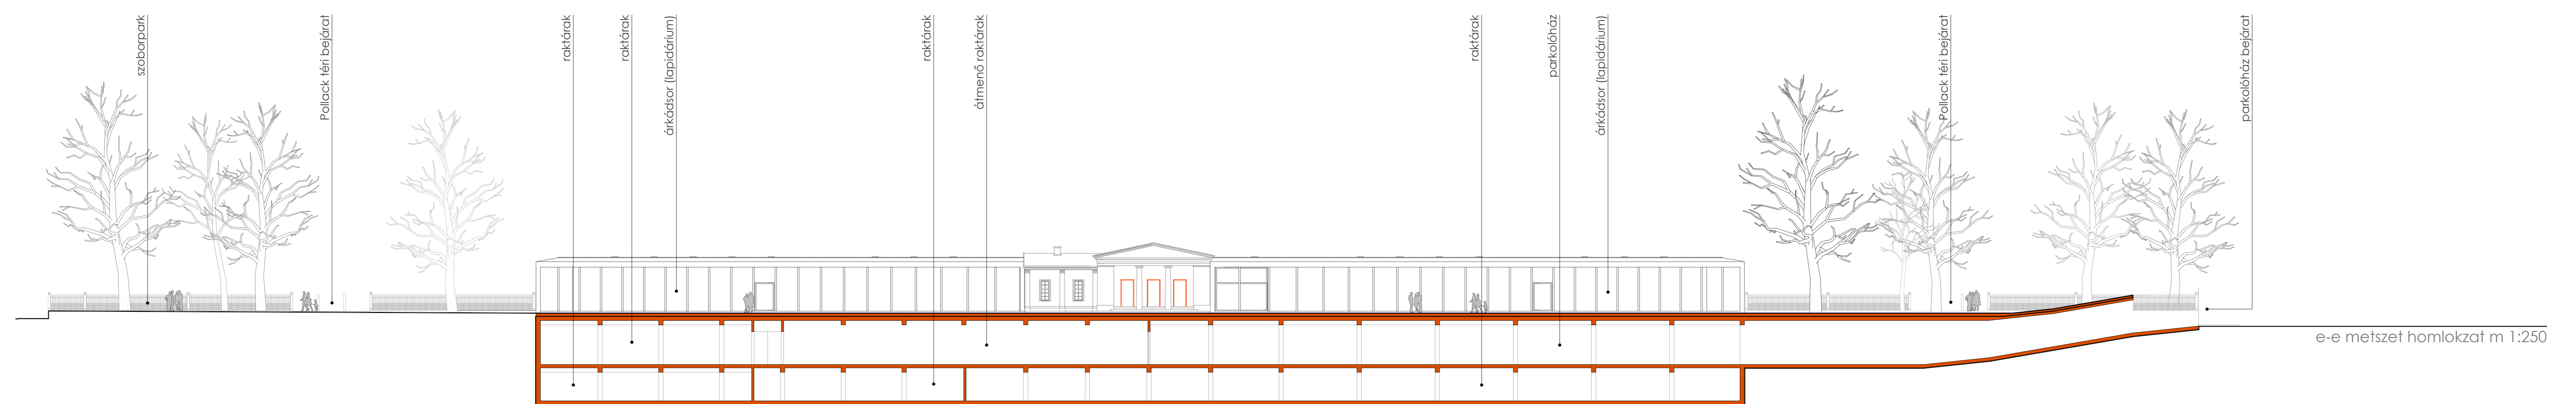 szoborpark
Pollack téri bejárat
raktárak
raktárak
árkádsor (lapidárium)
raktárak
átmenő raktárak
raktárak
parkolóház
árkádsor (lapidárium)
Pollack téri bejárat
parkolóház bejárat
e-e metszet homlokzat m 1:250